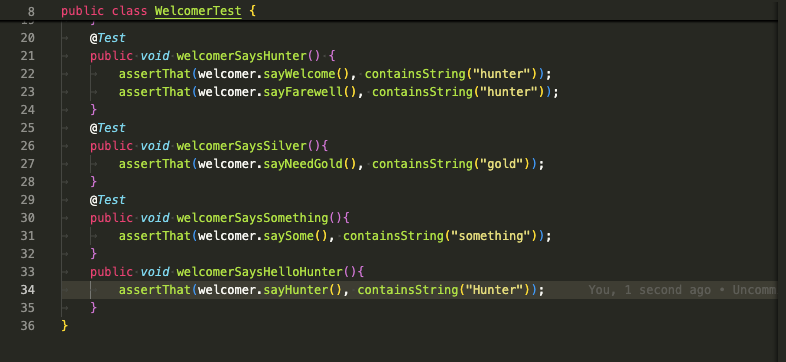 8 public class WelcomerTest {
19 }
20 @Test
21 public void welcomerSaysHunter() {
22 assertThat(welcomer.sayWelcome(), containsString("hunter"));
23 assertThat(welcomer.sayFarewell(), containsString("hunter"));
24 }
25 @Test
26 public void welcomerSaysSilver(){
27 assertThat(welcomer.sayNeedGold(), containsString("gold"));
28 }
29 @Test
30 public void welcomerSaysSomething(){
31 assertThat(welcomer.saySome(), containsString("something"));
32 }
33 public void welcomerSaysHelloHunter(){
34 assertThat(welcomer.sayHunter(), containsString("Hunter")); You, 1 second ago • Uncomm
35 }
36 }